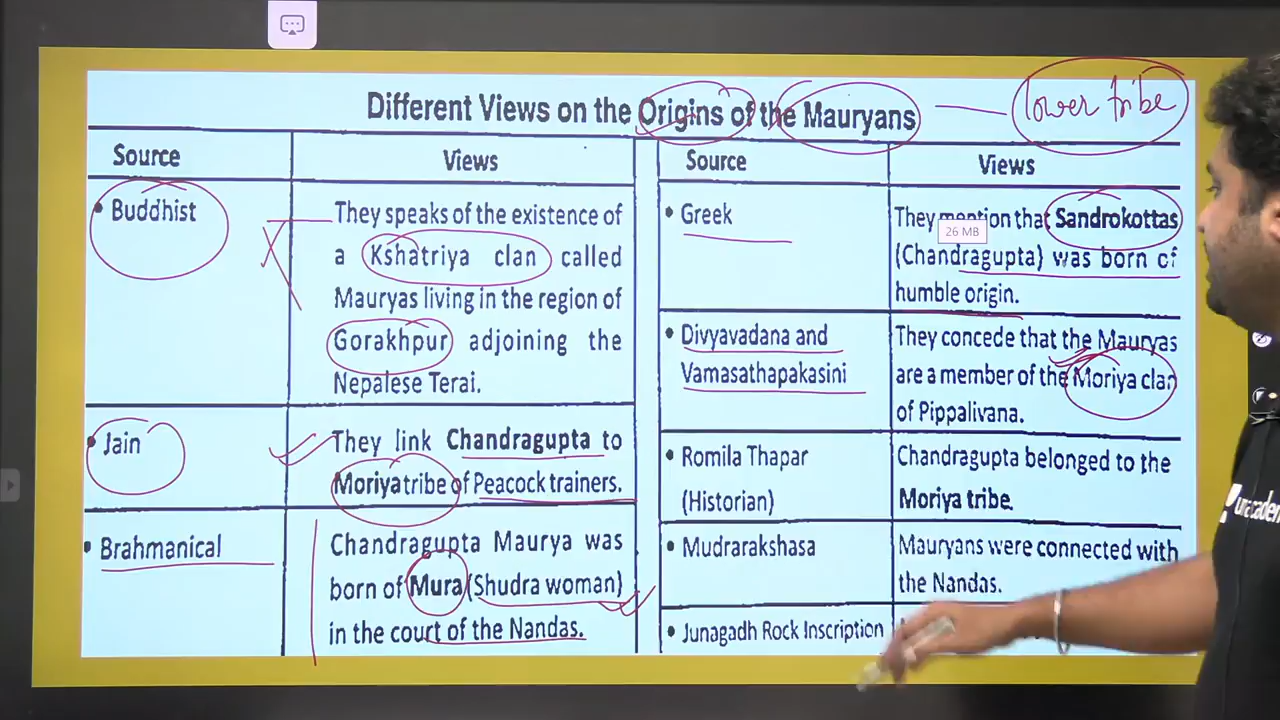 Different Views on the Origins of the Mauryans
lower tribe
Source
Views
• Buddhist
They speaks of the existence of
a Kshatriya clan called
Mauryas living in the region of
Gorakhpur adjoining the
Nepalese Terai.
• Jain
They link Chandragupta to
Moriya tribe of Peacock trainers.
• Brahmanical
Chandragupta Maurya was
born of Mura (Shudra woman)
in the court of the Nandas.
Source
Views
• Greek
They mention that Sandrokottas
26 MB
(Chandragupta) was born of
humble origin.
• Divyavadana and
Vamasathapakasini
They concede that the Mauryas
are a member of the Moriya clan
of Pippalivana.
• Romila Thapar
(Historian)
Chandragupta belonged to the
Moriya tribe.
• Mudrarakshasa
Mauryans were connected with
the Nandas.
• Junagadh Rock Inscription